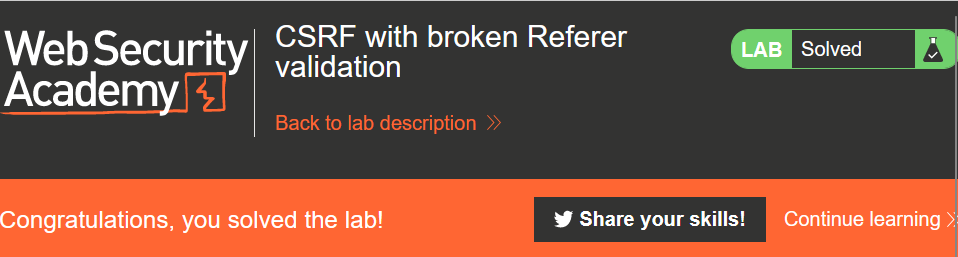 Web Security
Academy
CSRF with broken Referer
validation
Back to lab description
LAB Solved
Congratulations, you solved the lab!
Share your skills!
Continue learning